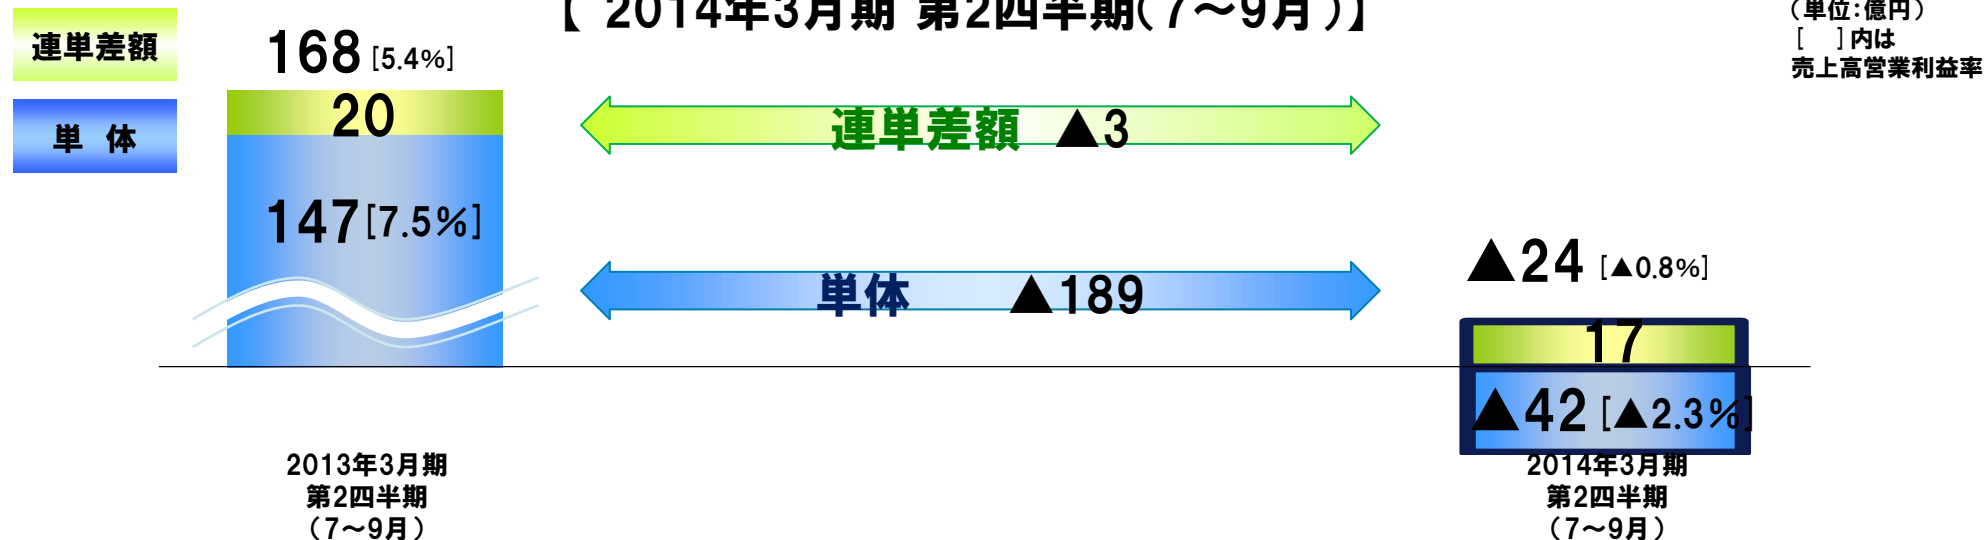 【 2014年3月期 第2四半期(7～9月)】
(単位:億円)
[ ]内は
売上高営業利益率
連単差額
単 体
168 [5.4%]
20
147 [7.5%]
連単差額 ▲3
単体 ▲189
▲24 [▲0.8%]
17
▲42 [▲2.3%]
2013年3月期
第2四半期
(7～9月)
2014年3月期
第2四半期
(7～9月)